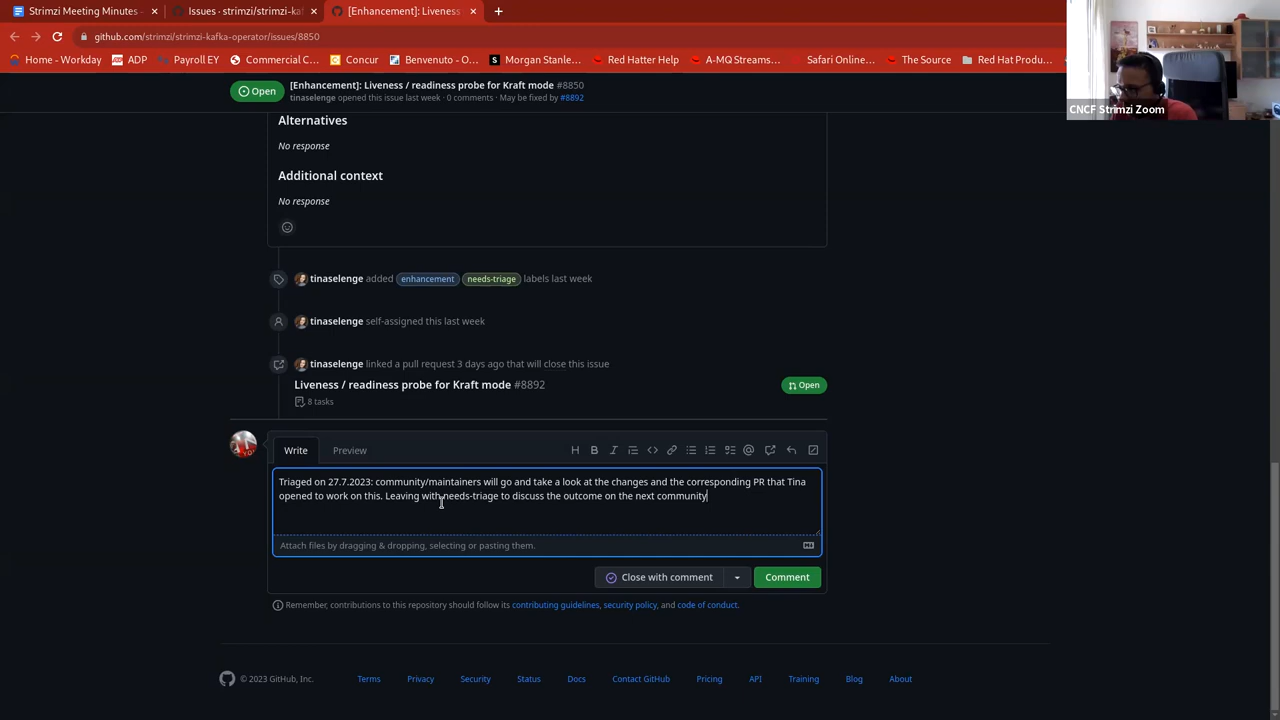 Strimzi Meeting Minutes -
Issues · strimzi/strimzi-kaf
[Enhancement]: Liveness
github.com/strimzi/strimzi-kafka-operator/issues/8850
Home - Workday
ADP
Payroll EY
Commercial C...
Concur
Benvenuto - O...
Morgan Stanle...
Red Hatter Help
A-MQ Streams...
Safari Online...
The Source
Red Hat Produ...
CNCF Strimzi Zoom
Open
[Enhancement]: Liveness / readiness probe for Kraft mode #8850
tinaselenge opened this issue last week · 0 comments · May be fixed by #8892
Alternatives
No response
Additional context
No response
tinaselenge added enhancement needs-triage labels last week
tinaselenge self-assigned this last week
tinaselenge linked a pull request 3 days ago that will close this issue
Liveness / readiness probe for Kraft mode #8892
Open
8 tasks
Write
Preview
Triaged on 27.7.2023: community/maintainers will go and take a look at the changes and the corresponding PR that Tina
opened to work on this. Leaving with needs-triage to discuss the outcome on the next community
Attach files by dragging & dropping, selecting or pasting them.
Close with comment
Comment
Remember, contributions to this repository should follow its contributing guidelines, security policy, and code of conduct.
© 2023 GitHub, Inc.
Terms
Privacy
Security
Status
Docs
Contact GitHub
Pricing
API
Training
Blog
About